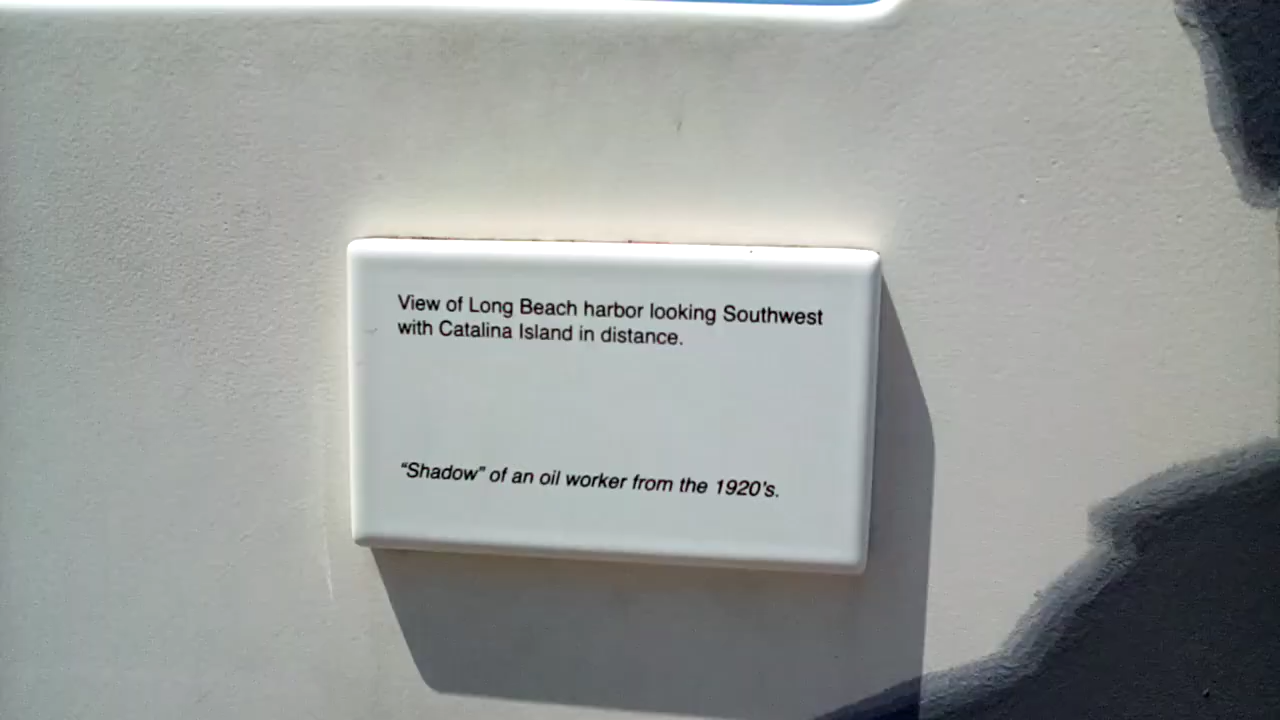 View of Long Beach harbor looking Southwest
with Catalina Island in distance.
“Shadow” of an oil worker from the 1920's.